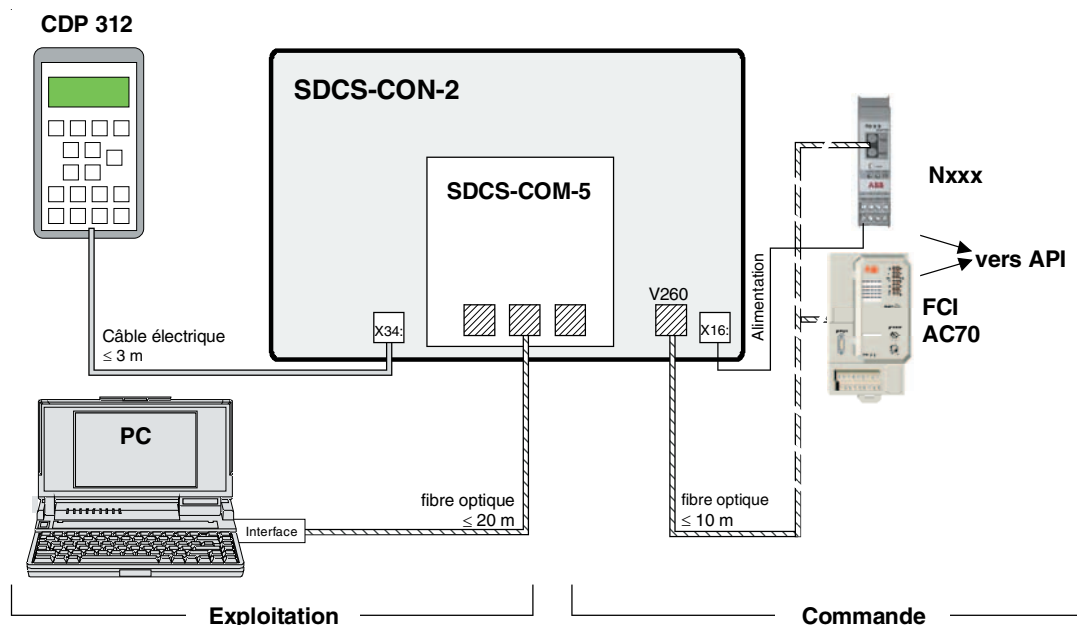 CDP 312
SDCS-CON-2
SDCS-COM-5
Nxxx
ABB
vers API
FCI
AC70
V260
X34:
X16:
Alimentation
Câble électrique
≤ 3 m
PC
Interface
fibre optique
≤ 20 m
fibre optique
≤ 10 m
Exploitation
Commande